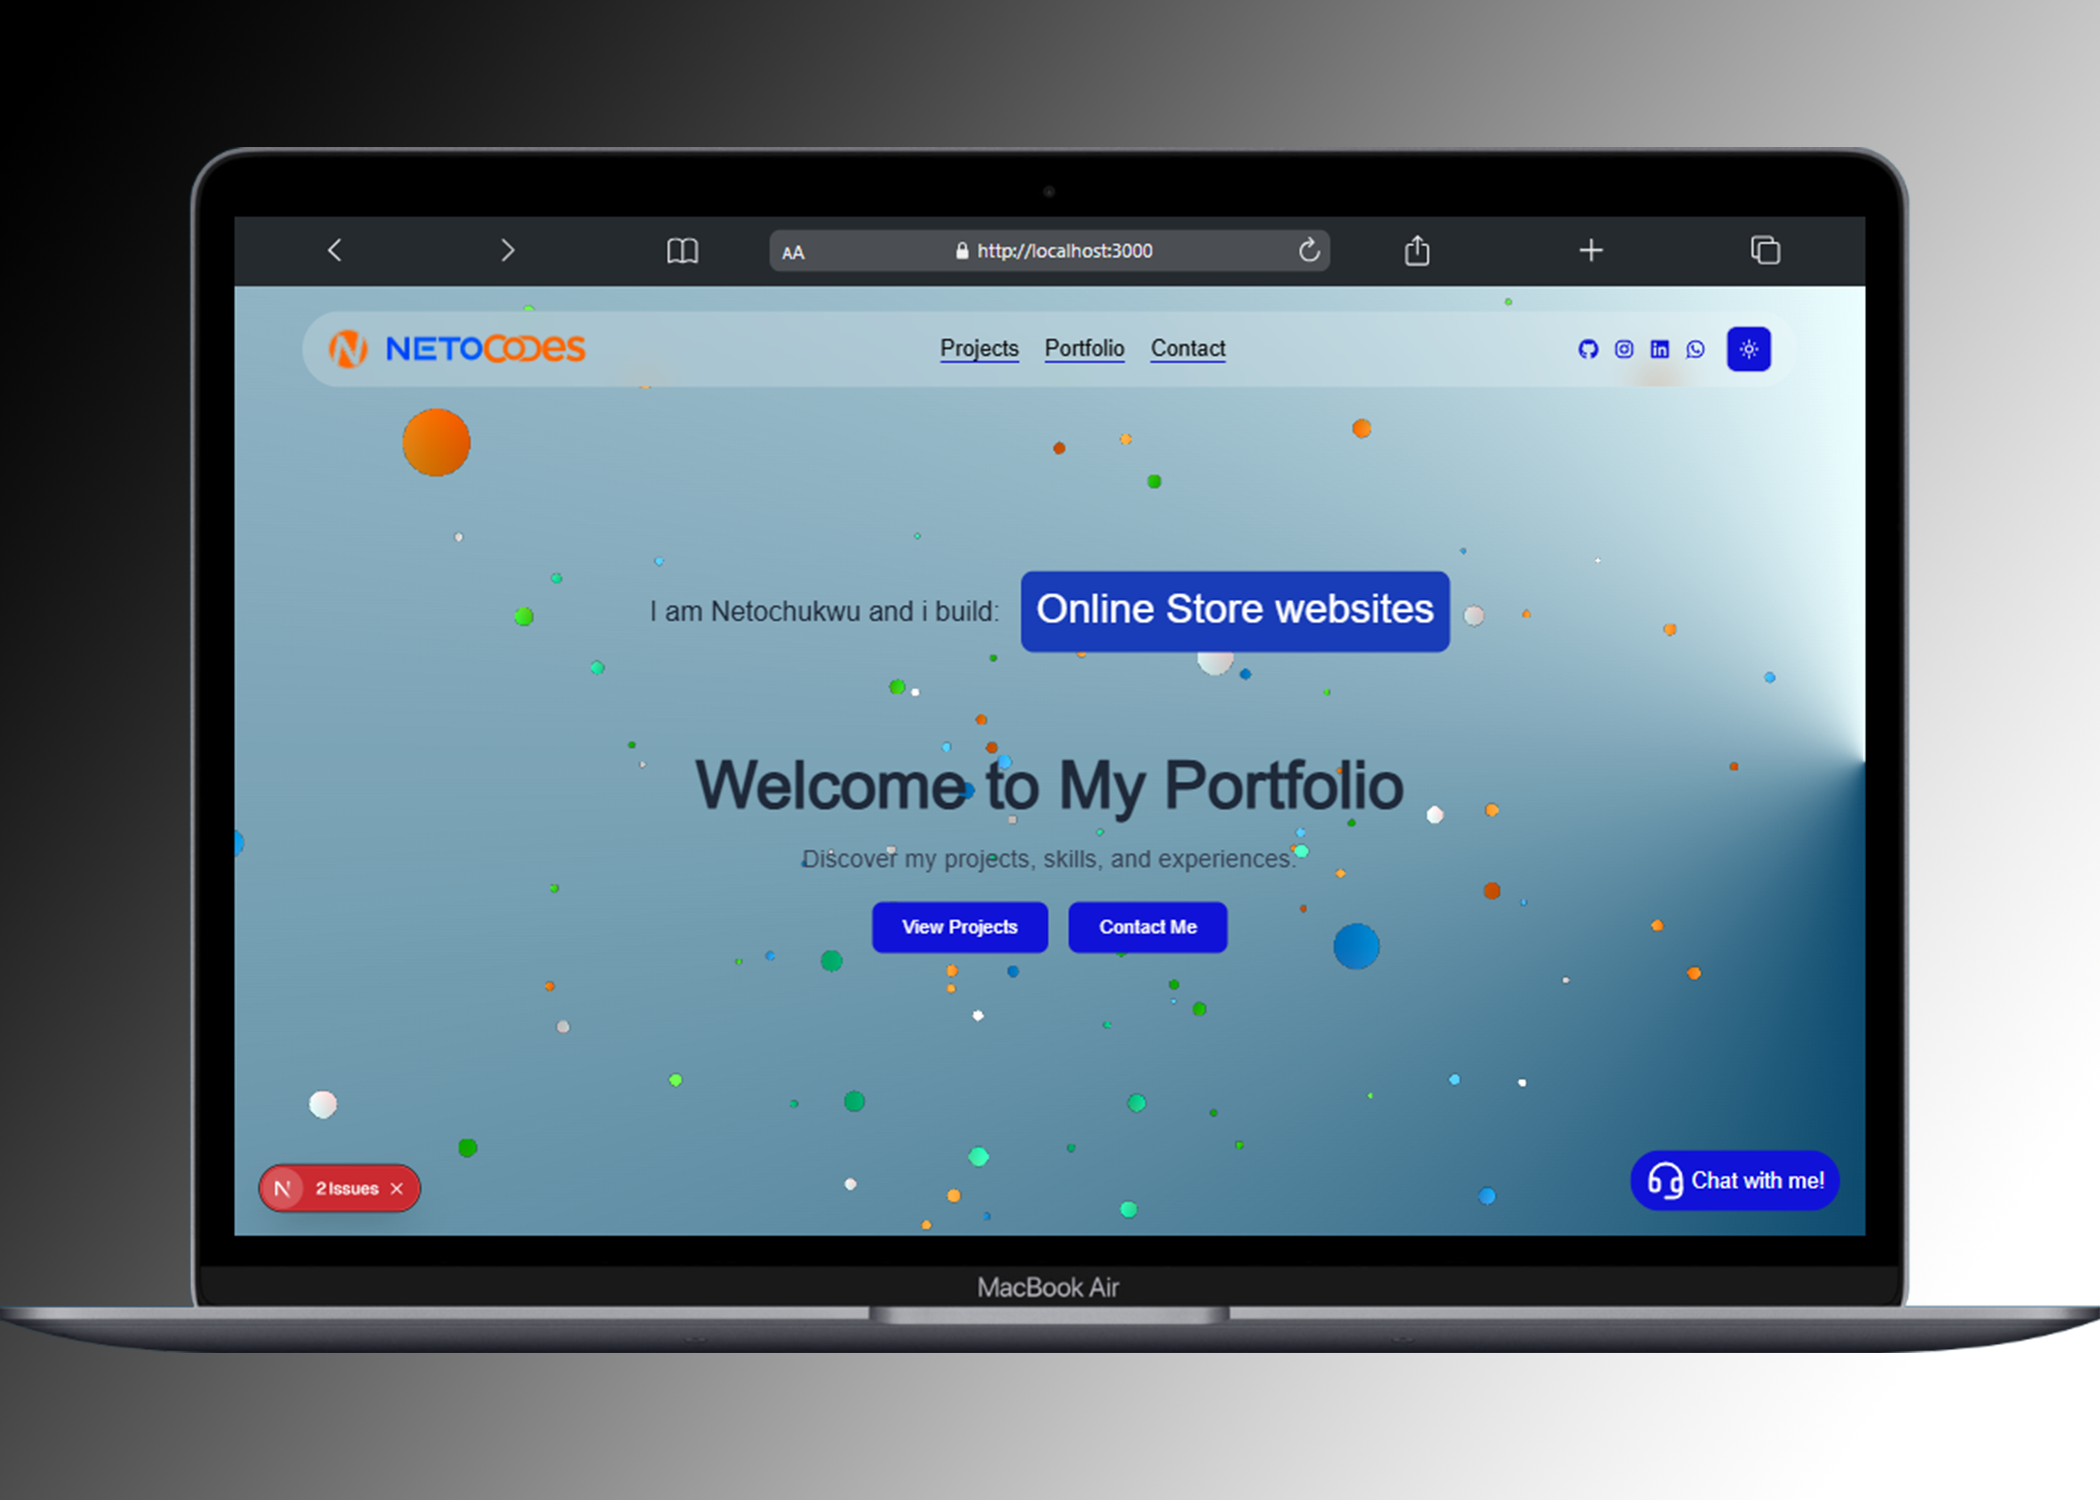 AA http://localhost:3000
N NETOCODES Projects Portfolio Contact in
I am Netochukwu and i build: Online Store websites
Welcome to My Portfolio
Discover my projects, skills, and experiences.
View Projects Contact Me
N 2 Issues
Chat with me!
MacBook Air